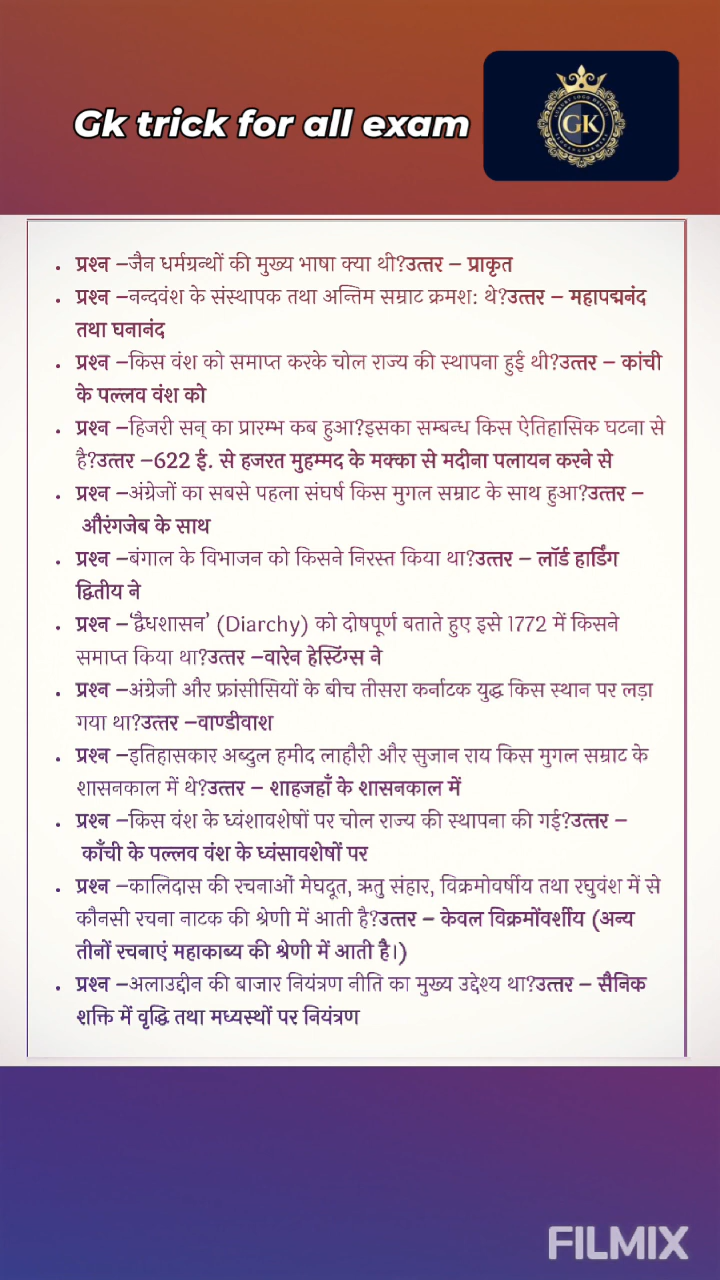 Gk trick for all exam
GK
• प्रश्न –जैन धर्मग्रन्थों की मुख्य भाषा क्या थी?उत्तर – प्राकृत
• प्रश्न –नन्दवंश के संस्थापक तथा अन्तिम सम्राट क्रमश: थे?उत्तर – महापद्मनंद
तथा घनानंद
• प्रश्न –किस वंश को समाप्त करके चोल राज्य की स्थापना हुई थी?उत्तर – कांची
के पल्लव वंश को
• प्रश्न –हिजरी सन् का प्रारम्भ कब हुआ?इसका सम्बन्ध किस ऐतिहासिक घटना से
है?उत्तर –622 ई. से हजरत मुहम्मद के मक्का से मदीना पलायन करने से
• प्रश्न –अंग्रेजों का सबसे पहला संघर्ष किस मुगल सम्राट के साथ हुआ?उत्तर –
औरंगजेब के साथ
• प्रश्न –बंगाल के विभाजन को किसने निरस्त किया था?उत्तर – लॉर्ड हार्डिंग
द्वितीय ने
• प्रश्न –‘द्वैधशासन’ (Diarchy) को दोषपूर्ण बताते हुए इसे 1772 में किसने
समाप्त किया था?उत्तर –वारेन हेस्टिंग्स ने
• प्रश्न –अंग्रेजी और फ्रांसीसियों के बीच तीसरा कर्नाटक युद्ध किस स्थान पर लड़ा
गया था?उत्तर –वाण्डीवाश
• प्रश्न –इतिहासकार अब्दुल हमीद लाहौरी और सुजान राय किस मुगल सम्राट के
शासनकाल में थे?उत्तर – शाहजहाँ के शासनकाल में
• प्रश्न –किस वंश के ध्वंशावशेषों पर चोल राज्य की स्थापना की गई?उत्तर –
काँची के पल्लव वंश के ध्वंसावशेषों पर
• प्रश्न –कालिदास की रचनाओं मेघदूत, ऋतु संहार, विक्रमोवर्षीय तथा रघुवंश में से
कौनसी रचना नाटक की श्रेणी में आती है?उत्तर – केवल विक्रमोंवर्शीय (अन्य
तीनों रचनाएं महाकाब्य की श्रेणी में आती है।)
• प्रश्न –अलाउद्दीन की बाजार नियंत्रण नीति का मुख्य उद्देश्य था?उत्तर – सैनिक
शक्ति में वृद्धि तथा मध्यस्थों पर नियंत्रण
FILMIX